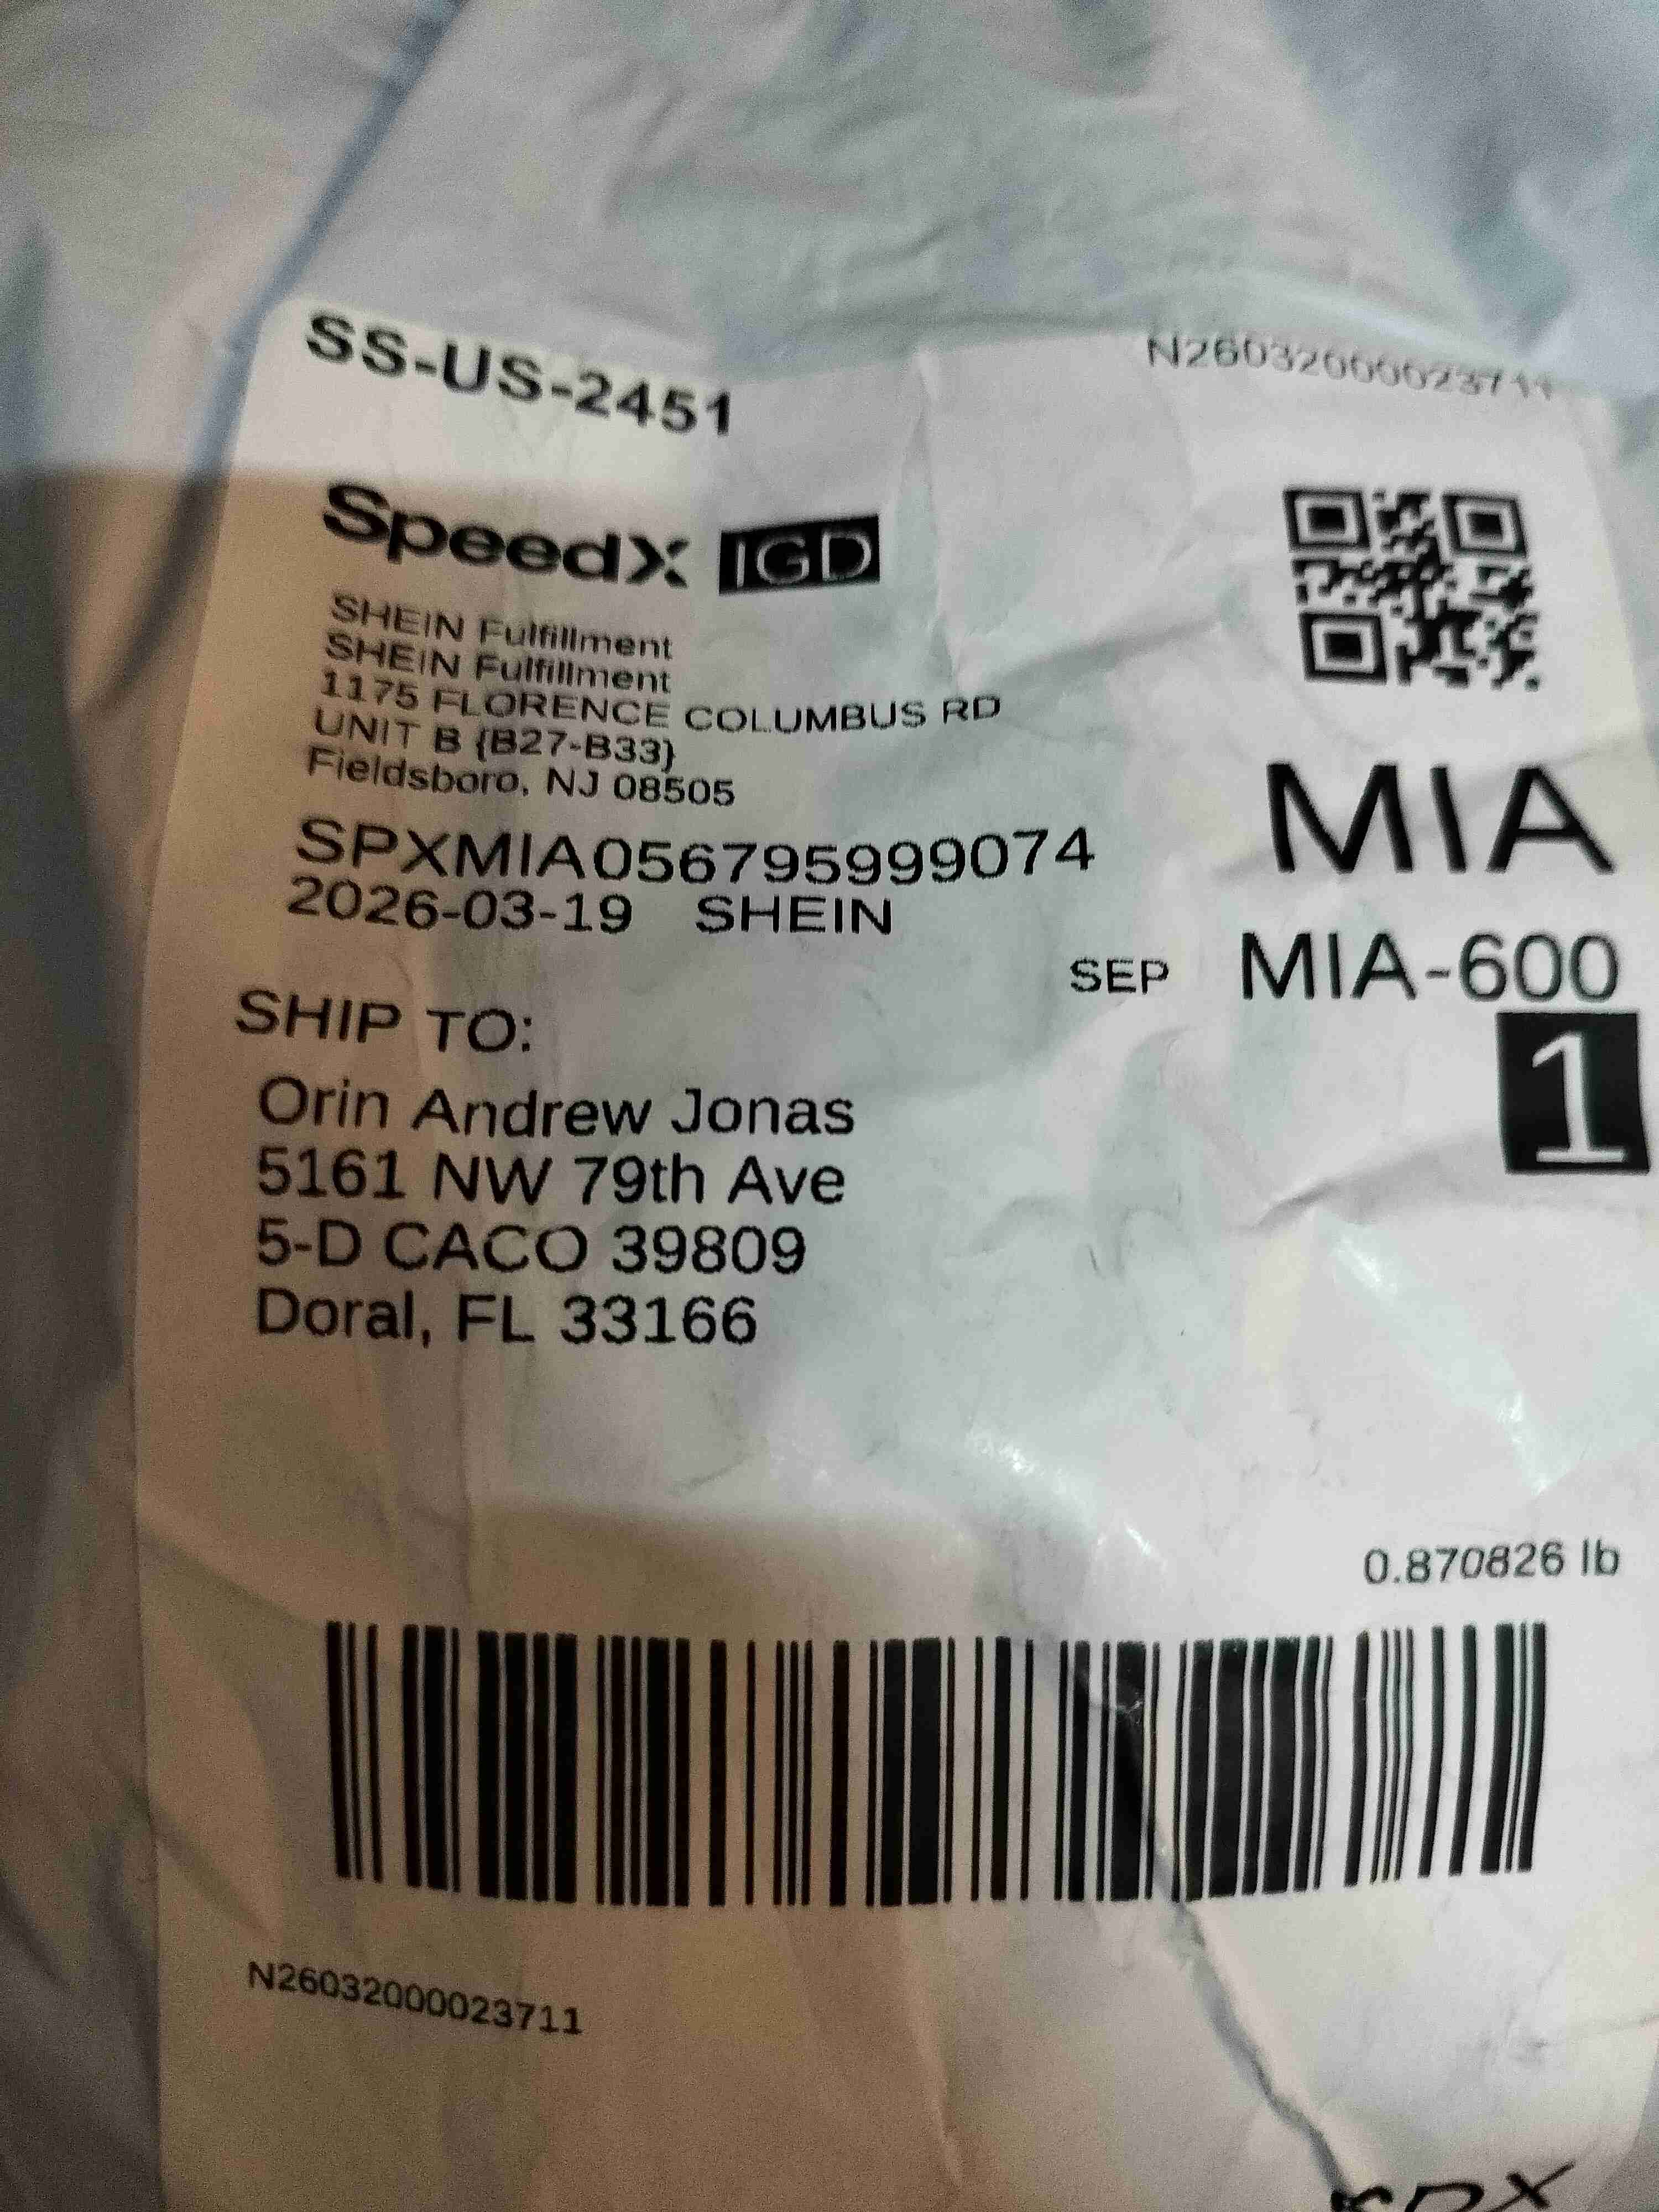 SS-US-2451
N26032000023711
SpeedX IGD
SHEIN Fulfillment
SHEIN Fulfillment
1175 FLORENCE COLUMBUS RD
UNIT B {B27-B33}
Fieldsboro, NJ 08505
MIA
SPXMIA056795999074
2026-03-19 SHEIN
SEP MIA-600
1
SHIP TO:
Orin Andrew Jonas
5161 NW 79th Ave
5-D CACO 39809
Doral, FL 33166
0.870826 lb
N26032000023711
SPX